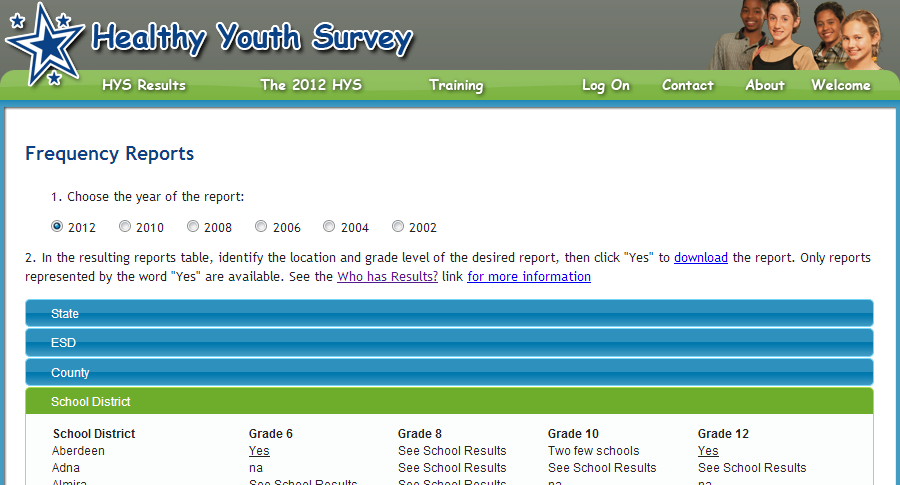 Healthy Youth Survey
HYS Results The 2012 HYS Training Log On Contact About Welcome
Frequency Reports
1. Choose the year of the report:
2012 2010 2008 2006 2004 2002
2. In the resulting reports table, identify the location and grade level of the desired report, then click "Yes" to download the report. Only reports
represented by the word "Yes" are available. See the Who has Results? link for more information
State
ESD
County
School District
School District Grade 6 Grade 8 Grade 10 Grade 12
Aberdeen Yes See School Results Two few schools Yes
Adna na See School Results See School Results See School Results
Almira See School Results See School Results na na